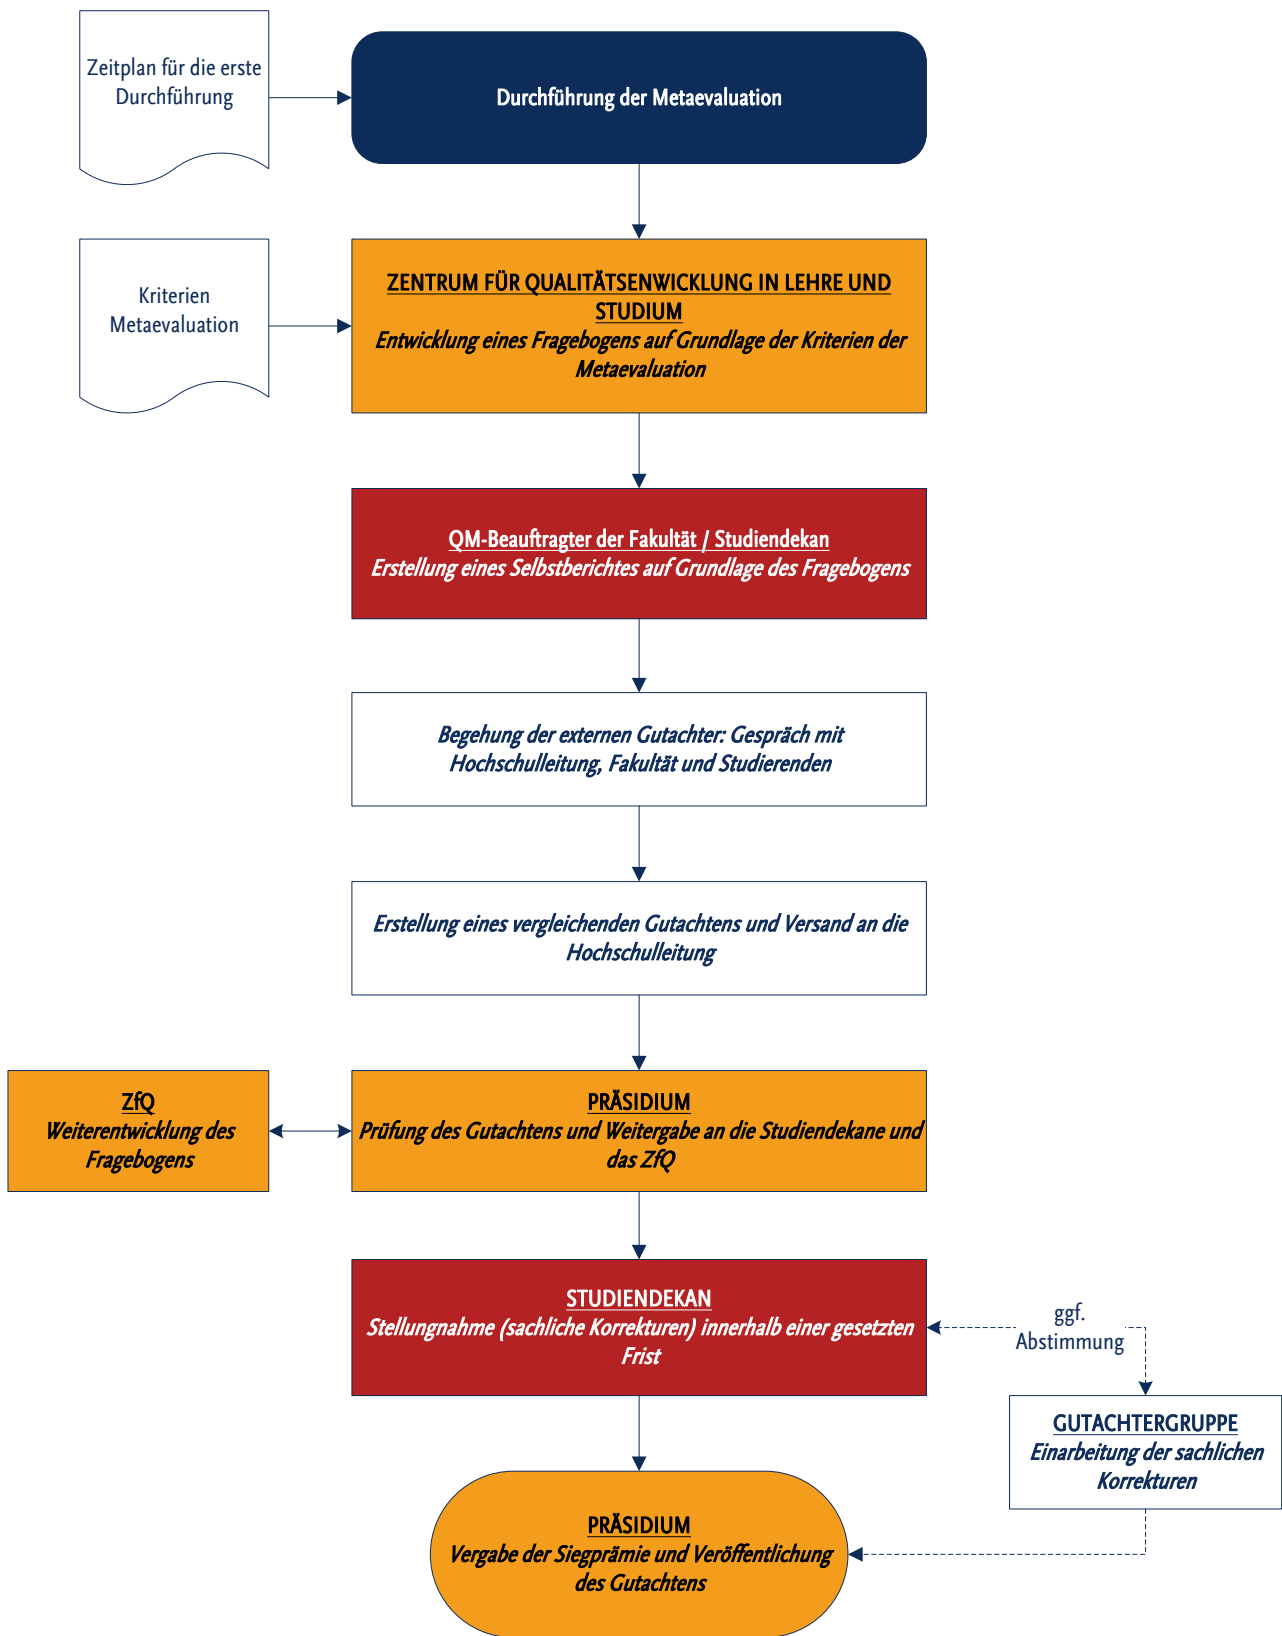 Zeitplan für die erste
Durchführung
Durchführung der Metaevaluation
Kriterien
Metaevaluation
ZENTRUM FÜR QUALITÄTSENWICKLUNG IN LEHRE UND
STUDIUM
Entwicklung eines Fragebogens auf Grundlage der Kriterien der
Metaevaluation
QM-Beauftragter der Fakultät / Studiendekan
Erstellung eines Selbstberichtes auf Grundlage des Fragebogens
Begehung der externen Gutachter: Gespräch mit
Hochschulleitung, Fakultät und Studierenden
Erstellung eines vergleichenden Gutachtens und Versand an die
Hochschulleitung
ZfQ
Weiterentwicklung des
Fragebogens
PRÄSIDIUM
Prüfung des Gutachtens und Weitergabe an die Studiendekane und
das ZfQ
STUDIENDEKAN
Stellungnahme (sachliche Korrekturen) innerhalb einer gesetzten
Frist
ggf.
Abstimmung
GUTACHTERGRUPPE
Einarbeitung der sachlichen
Korrekturen
PRÄSIDIUM
Vergabe der Siegprämie und Veröffentlichung
des Gutachtens